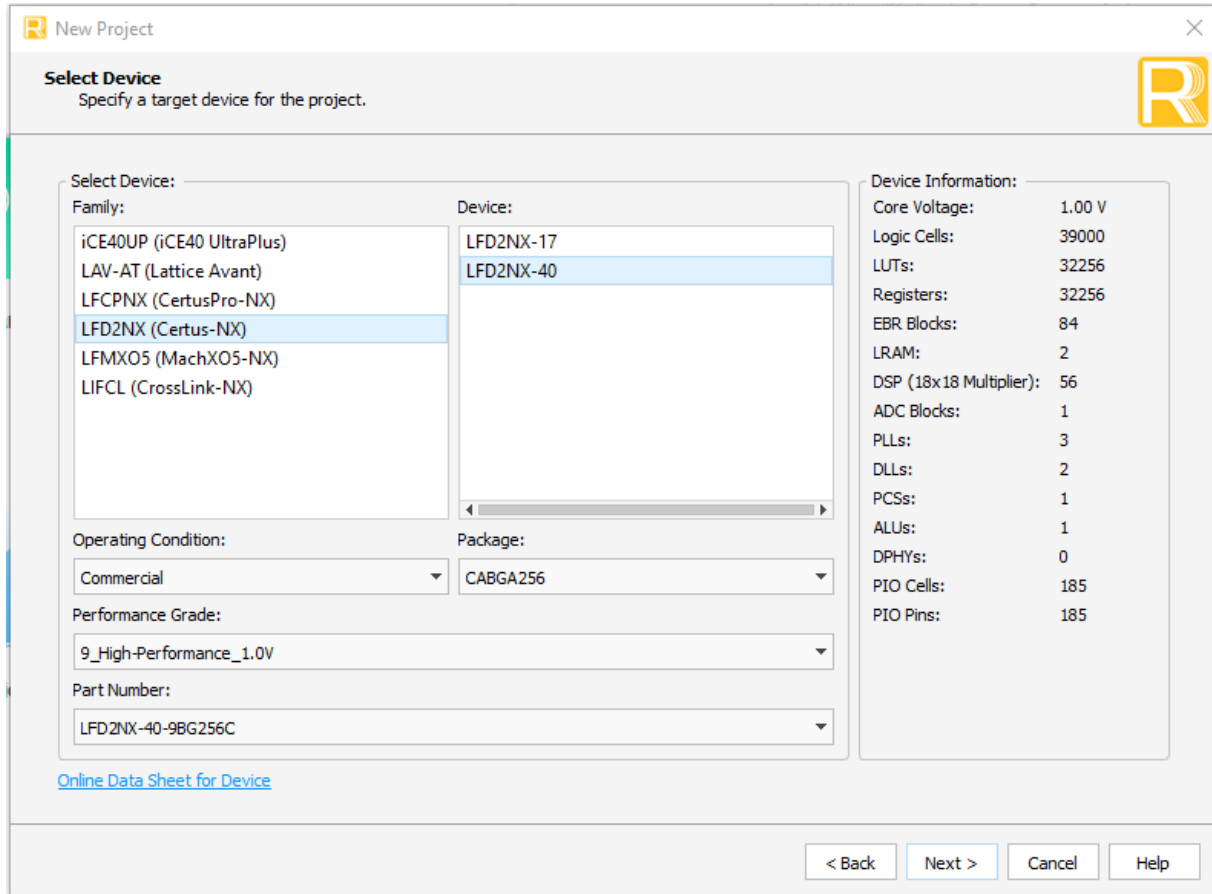 New Project
Select Device
Specify a target device for the project.
Select Device:
Family:
iCE40UP (iCE40 UltraPlus)
LAV-AT (Lattice Avant)
LFCPNX (CertusPro-NX)
LFD2NX (Certus-NX)
LFMXO5 (MachXO5-NX)
LIFCL (CrossLink-NX)
Device:
LFD2NX-17
LFD2NX-40
Operating Condition:
Commercial
Package:
CABGA256
Performance Grade:
9_High-Performance_1.0V
Part Number:
LFD2NX-40-9BG256C
Device Information:
Core Voltage: 1.00 V
Logic Cells: 39000
LUTs: 32256
Registers: 32256
EBR Blocks: 84
LRAM: 2
DSP (18x18 Multiplier): 56
ADC Blocks: 1
PLLs: 3
DLLs: 2
PCSs: 1
ALUs: 1
DPHYs: 0
PIO Cells: 185
PIO Pins: 185
Online Data Sheet for Device
< Back Next > Cancel Help